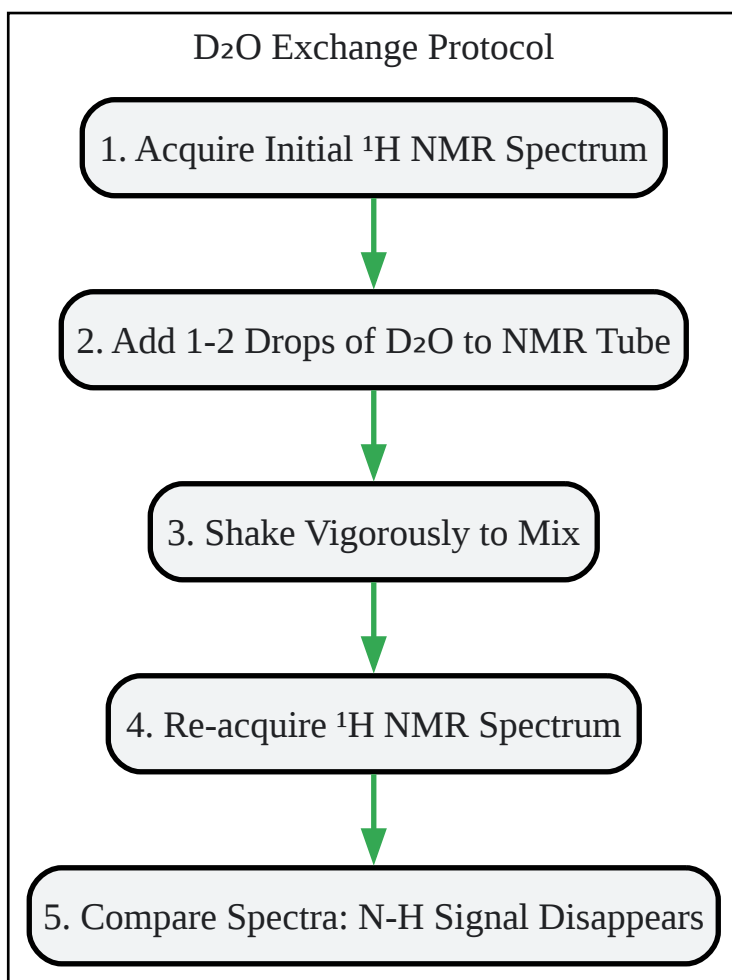 D₂O Exchange Protocol
1. Acquire Initial ¹H NMR Spectrum
2. Add 1-2 Drops of D₂O to NMR Tube
3. Shake Vigorously to Mix
4. Re-acquire ¹H NMR Spectrum
5. Compare Spectra: N-H Signal Disappears